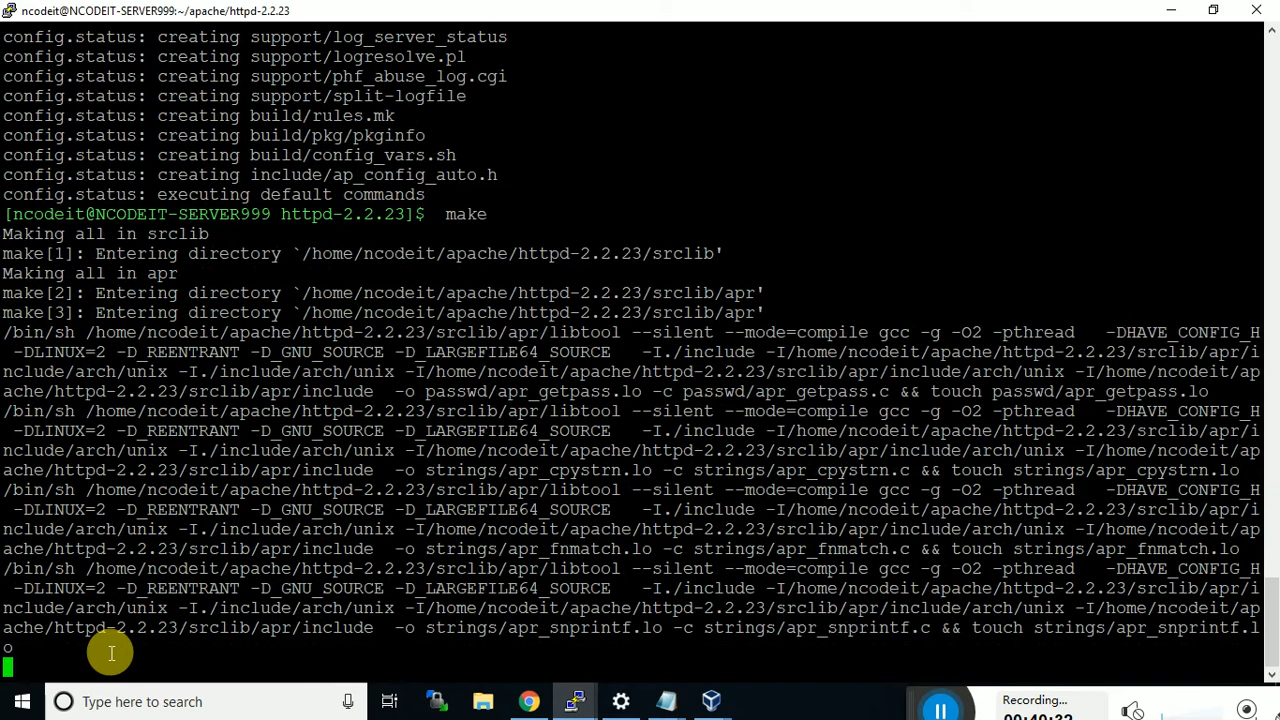 ncodeit@NCODEIT-SERVER999:~/apache/httpd-2.2.23
config.status: creating support/log_server_status
config.status: creating support/logresolve.pl
config.status: creating support/phf_abuse_log.cgi
config.status: creating support/split-logfile
config.status: creating build/rules.mk
config.status: creating build/pkg/pkginfo
config.status: creating build/config_vars.sh
config.status: creating include/ap_config_auto.h
config.status: executing default commands
[ncodeit@NCODEIT-SERVER999 httpd-2.2.23]$  make
Making all in srclib
make[1]: Entering directory `/home/ncodeit/apache/httpd-2.2.23/srclib'
Making all in apr
make[2]: Entering directory `/home/ncodeit/apache/httpd-2.2.23/srclib/apr'
make[3]: Entering directory `/home/ncodeit/apache/httpd-2.2.23/srclib/apr'
/bin/sh /home/ncodeit/apache/httpd-2.2.23/srclib/apr/libtool --silent --mode=compile gcc -g -O2 -pthread   -DHAVE_CONFIG_H
 -DLINUX=2 -D_REENTRANT -D_GNU_SOURCE -D_LARGEFILE64_SOURCE   -I./include -I/home/ncodeit/apache/httpd-2.2.23/srclib/apr/i
nclude/arch/unix -I./include/arch/unix -I/home/ncodeit/apache/httpd-2.2.23/srclib/apr/include/arch/unix -I/home/ncodeit/ap
ache/httpd-2.2.23/srclib/apr/include  -o passwd/apr_getpass.lo -c passwd/apr_getpass.c && touch passwd/apr_getpass.lo
/bin/sh /home/ncodeit/apache/httpd-2.2.23/srclib/apr/libtool --silent --mode=compile gcc -g -O2 -pthread   -DHAVE_CONFIG_H
 -DLINUX=2 -D_REENTRANT -D_GNU_SOURCE -D_LARGEFILE64_SOURCE   -I./include -I/home/ncodeit/apache/httpd-2.2.23/srclib/apr/i
nclude/arch/unix -I./include/arch/unix -I/home/ncodeit/apache/httpd-2.2.23/srclib/apr/include/arch/unix -I/home/ncodeit/ap
ache/httpd-2.2.23/srclib/apr/include  -o strings/apr_cpystrn.lo -c strings/apr_cpystrn.c && touch strings/apr_cpystrn.lo
/bin/sh /home/ncodeit/apache/httpd-2.2.23/srclib/apr/libtool --silent --mode=compile gcc -g -O2 -pthread   -DHAVE_CONFIG_H
 -DLINUX=2 -D_REENTRANT -D_GNU_SOURCE -D_LARGEFILE64_SOURCE   -I./include -I/home/ncodeit/apache/httpd-2.2.23/srclib/apr/i
nclude/arch/unix -I./include/arch/unix -I/home/ncodeit/apache/httpd-2.2.23/srclib/apr/include/arch/unix -I/home/ncodeit/ap
ache/httpd-2.2.23/srclib/apr/include  -o strings/apr_fnmatch.lo -c strings/apr_fnmatch.c && touch strings/apr_fnmatch.lo
/bin/sh /home/ncodeit/apache/httpd-2.2.23/srclib/apr/libtool --silent --mode=compile gcc -g -O2 -pthread   -DHAVE_CONFIG_H
 -DLINUX=2 -D_REENTRANT -D_GNU_SOURCE -D_LARGEFILE64_SOURCE   -I./include -I/home/ncodeit/apache/httpd-2.2.23/srclib/apr/i
nclude/arch/unix -I./include/arch/unix -I/home/ncodeit/apache/httpd-2.2.23/srclib/apr/include/arch/unix -I/home/ncodeit/ap
ache/httpd-2.2.23/srclib/apr/include  -o strings/apr_snprintf.lo -c strings/apr_snprintf.c && touch strings/apr_snprintf.l
o
Type here to search
Recording...
00:40:32